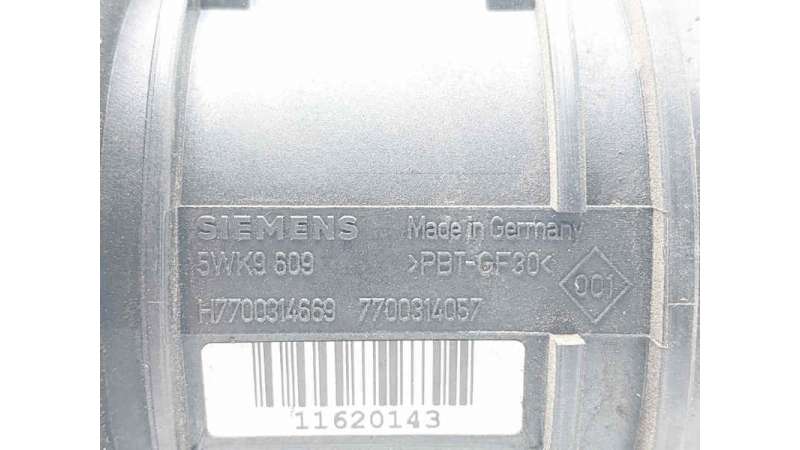 SIEMENS Made in Germany
5WK9 609 >PBT-GF30< 001
H7700314669 7700314057
11620143